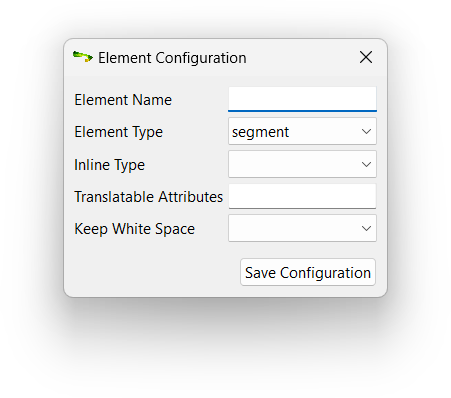 Element Configuration
Element Name
Element Type segment
Inline Type
Translatable Attributes
Keep White Space
Save Configuration